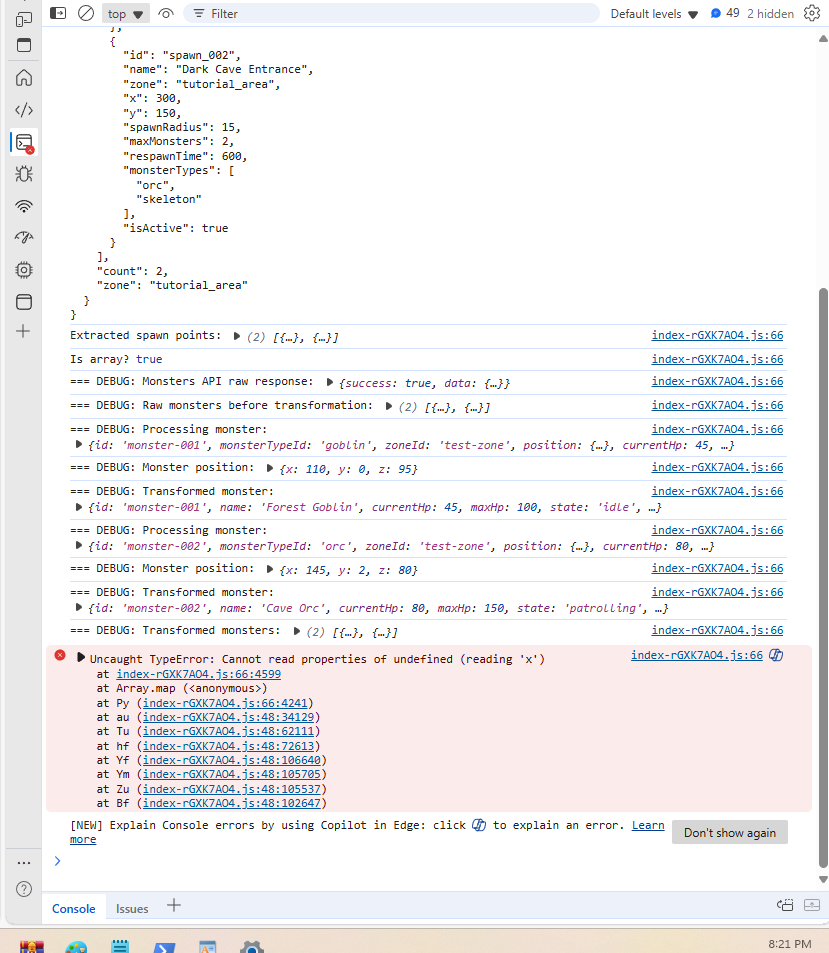 top
Filter
Default levels
49
2 hidden
},
{
"id": "spawn_002",
"name": "Dark Cave Entrance",
"zone": "tutorial_area",
"x": 300,
"y": 150,
"spawnRadius": 15,
"maxMonsters": 2,
"respawnTime": 600,
"monsterTypes": [
"orc",
"skeleton"
],
"isActive": true
}
],
"count": 2,
"zone": "tutorial_area"
}
}
Extracted spawn points: ▶ (2) [{…}, {…}] index-rGXK7AO4.js:66
Is array? true index-rGXK7AO4.js:66
=== DEBUG: Monsters API raw response: ▶ {success: true, data: {…}} index-rGXK7AO4.js:66
=== DEBUG: Raw monsters before transformation: ▶ (2) [{…}, {…}] index-rGXK7AO4.js:66
=== DEBUG: Processing monster: index-rGXK7AO4.js:66
▶ {id: 'monster-001', monsterTypeId: 'goblin', zoneId: 'test-zone', position: {…}, currentHp: 45, …}
=== DEBUG: Monster position: ▶ {x: 110, y: 0, z: 95} index-rGXK7AO4.js:66
=== DEBUG: Transformed monster: index-rGXK7AO4.js:66
▶ {id: 'monster-001', name: 'Forest Goblin', currentHp: 45, maxHp: 100, state: 'idle', …}
=== DEBUG: Processing monster: index-rGXK7AO4.js:66
▶ {id: 'monster-002', monsterTypeId: 'orc', zoneId: 'test-zone', position: {…}, currentHp: 80, …}
=== DEBUG: Monster position: ▶ {x: 145, y: 2, z: 80} index-rGXK7AO4.js:66
=== DEBUG: Transformed monster: index-rGXK7AO4.js:66
▶ {id: 'monster-002', name: 'Cave Orc', currentHp: 80, maxHp: 150, state: 'patrolling', …}
=== DEBUG: Transformed monsters: ▶ (2) [{…}, {…}] index-rGXK7AO4.js:66
▶ Uncaught TypeError: Cannot read properties of undefined (reading 'x') index-rGXK7AO4.js:66
at index-rGXK7AO4.js:66:4599
at Array.map (<anonymous>)
at Py (index-rGXK7AO4.js:66:4241)
at au (index-rGXK7AO4.js:48:34129)
at Tu (index-rGXK7AO4.js:48:62111)
at hf (index-rGXK7AO4.js:48:72613)
at Yf (index-rGXK7AO4.js:48:106640)
at Ym (index-rGXK7AO4.js:48:105705)
at Zu (index-rGXK7AO4.js:48:105537)
at Bf (index-rGXK7AO4.js:48:102647)
[NEW] Explain Console errors by using Copilot in Edge: click to explain an error. Learn
more
Don't show again
Console
Issues
8:21 PM